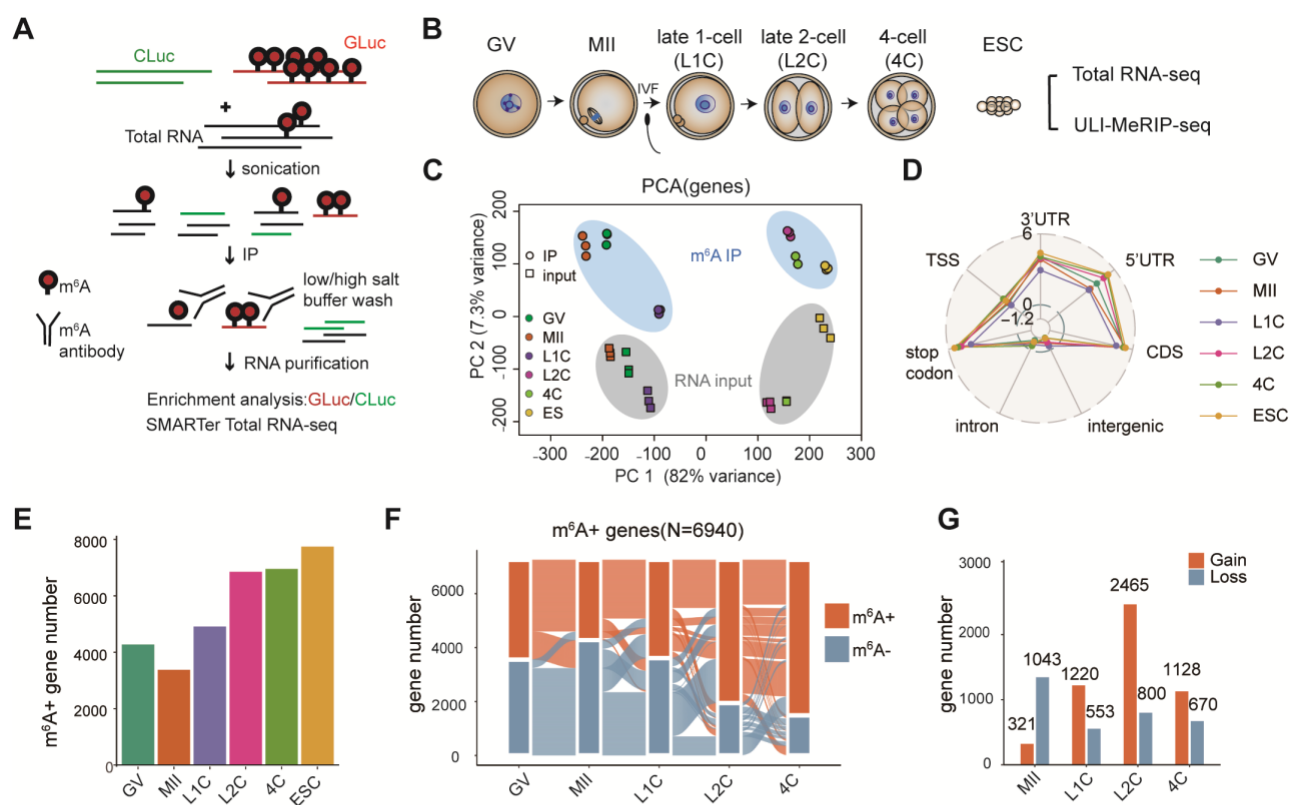 A
CLuc
GLuc
+
Total RNA
sonication
IP
m⁶A
m⁶A
antibody
low/high salt
buffer wash
RNA purification
Enrichment analysis:GLuc/CLuc
SMARTer Total RNA-seq
B
GV
MII
late 1-cell
(L1C)
late 2-cell
(L2C)
4-cell
(4C)
ESC
IVF
Total RNA-seq
ULI-MeRIP-seq
C
PCA(genes)
PC 2 (7.3% variance)
200
100
0
-100
-200
IP
input
GV
MII
L1C
L2C
4C
ES
m⁶A IP
RNA input
-300
-200
-100
0
100
200
300
PC 1 (82% variance)
D
3'UTR
6
5'UTR
TSS
0
-1.2
stop
codon
CDS
intron
intergenic
GV
MII
L1C
L2C
4C
ESC
E
m⁶A+ gene number
8000
6000
4000
2000
0
GV
MII
L1C
L2C
4C
ESC
F
m⁶A+ genes(N=6940)
gene number
6000
4000
2000
0
m⁶A+
m⁶A-
GV
MII
L1C
L2C
4C
G
gene number
3000
2000
1000
0
Gain
Loss
321
1043
1220
553
2465
800
1128
670
MII
L1C
L2C
4C